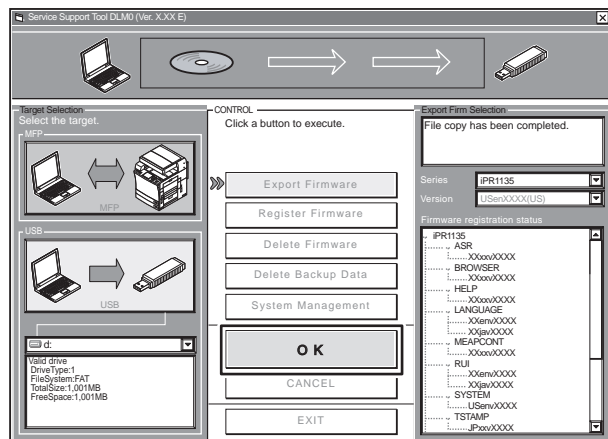 Service Support Tool DLM0 (Ver. X.XX E)
Target Selection
Select the target.
MFP
MFP
USB
USB
d:
Valid drive
DriveType:1
FileSystem:FAT
TotalSize:1,001MB
FreeSpace:1,001MB
CONTROL
Click a button to execute.
Export Firmware
Register Firmware
Delete Firmware
Delete Backup Data
System Management
OK
CANCEL
EXIT
Export Firm Selection
File copy has been completed.
Series iPR1135
Version USenXXXX(US)
Firmware registration status
iPR1135
ASR
XXxxvXXXX
BROWSER
XXxxvXXXX
HELP
XXxxvXXXX
LANGUAGE
XXenvXXXX
XXjavXXXX
MEAPCONT
XXxxvXXXX
RUI
XXenvXXXX
XXjavXXXX
SYSTEM
USenvXXXX
TSTAMP
JPxxvXXXX